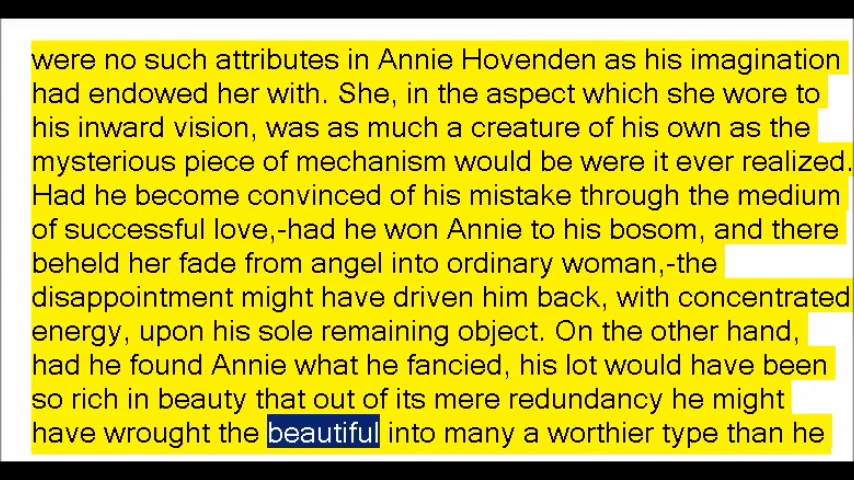 were no such attributes in Annie Hovenden as his imagination
had endowed her with. She, in the aspect which she wore to
his inward vision, was as much a creature of his own as the
mysterious piece of mechanism would be were it ever realized.
Had he become convinced of his mistake through the medium
of successful love,-had he won Annie to his bosom, and there
beheld her fade from angel into ordinary woman,-the
disappointment might have driven him back, with concentrated
energy, upon his sole remaining object. On the other hand,
had he found Annie what he fancied, his lot would have been
so rich in beauty that out of its mere redundancy he might
have wrought the beautiful into many a worthier type than he